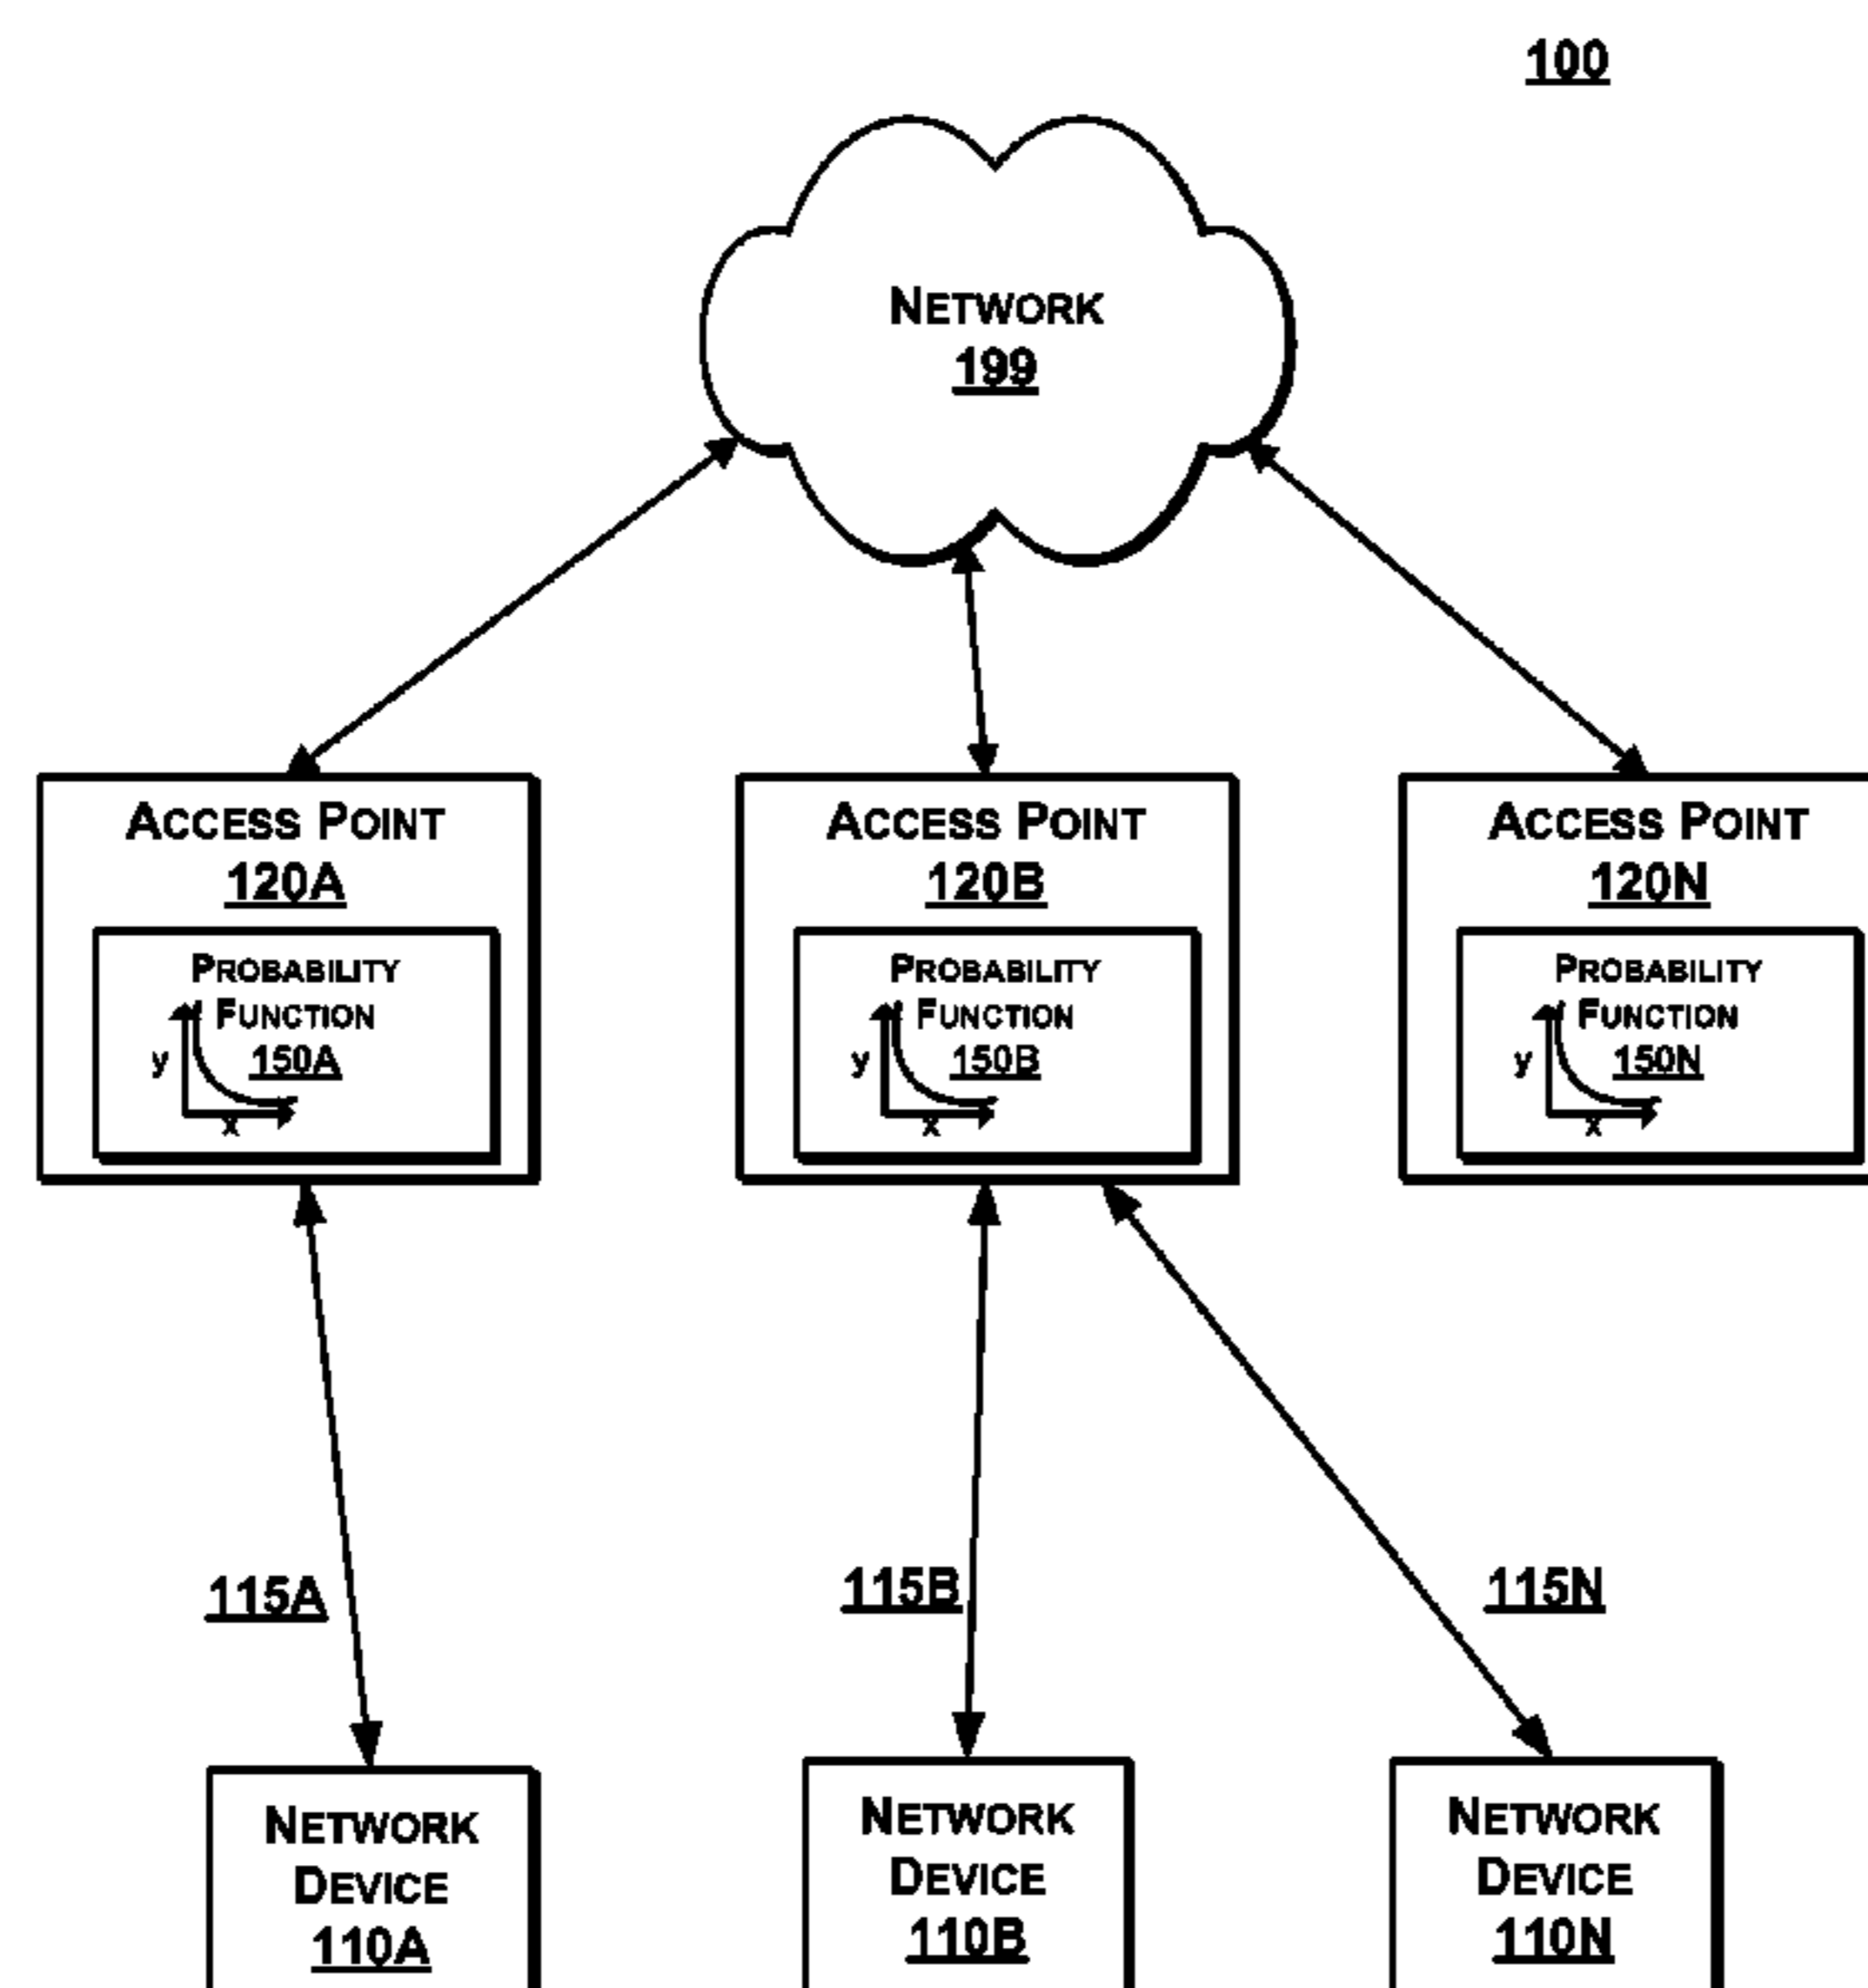 100
NETWORK
199
ACCESS POINT
120A
PROBABILITY
FUNCTION
150A
y
x
ACCESS POINT
120B
PROBABILITY
FUNCTION
150B
y
x
ACCESS POINT
120N
PROBABILITY
FUNCTION
150N
y
x
115A
115B
115N
NETWORK
DEVICE
110A
NETWORK
DEVICE
110B
NETWORK
DEVICE
110N